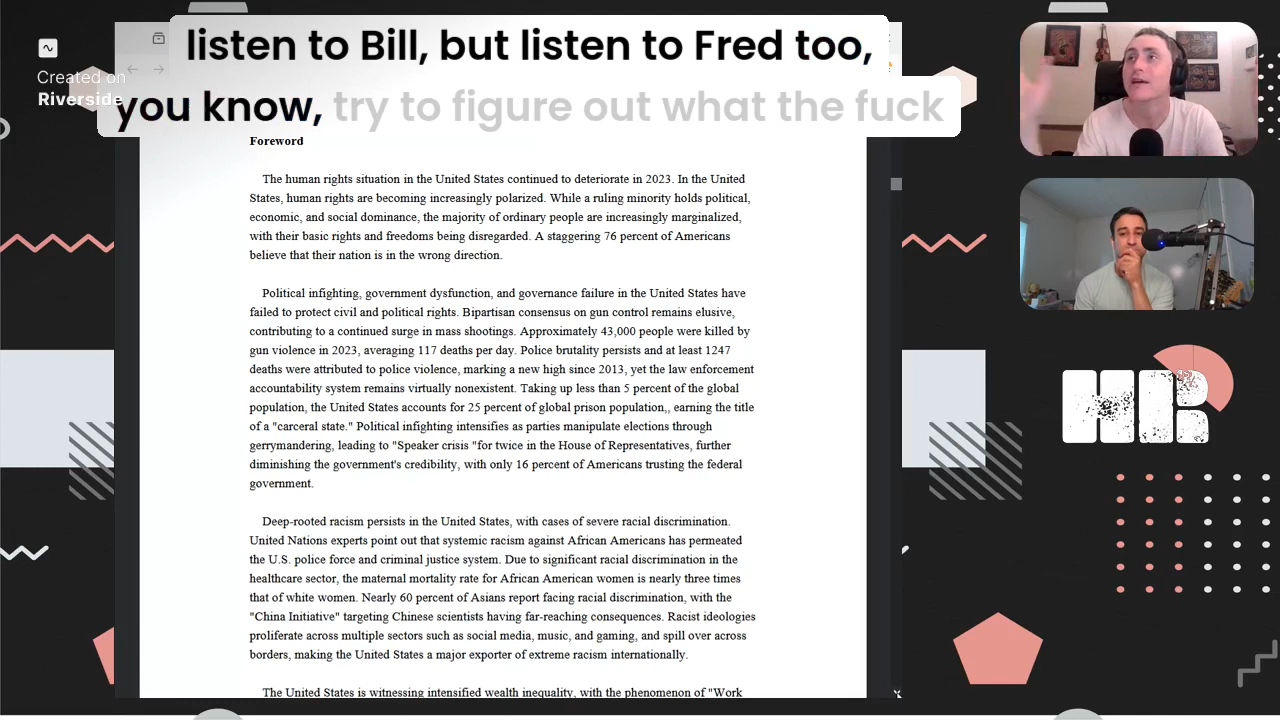 listen to Bill, but listen to Fred too,
you know, try to figure out what the fuck
Created on
Riverside
Foreword
The human rights situation in the United States continued to deteriorate in 2023. In the United
States, human rights are becoming increasingly polarized. While a ruling minority holds political,
economic, and social dominance, the majority of ordinary people are increasingly marginalized,
with their basic rights and freedoms being disregarded. A staggering 76 percent of Americans
believe that their nation is in the wrong direction.
Political infighting, government dysfunction, and governance failure in the United States have
failed to protect civil and political rights. Bipartisan consensus on gun control remains elusive,
contributing to a continued surge in mass shootings. Approximately 43,000 people were killed by
gun violence in 2023, averaging 117 deaths per day. Police brutality persists and at least 1247
deaths were attributed to police violence, marking a new high since 2013, yet the law enforcement
accountability system remains virtually nonexistent. Taking up less than 5 percent of the global
population, the United States accounts for 25 percent of global prison population,, earning the title
of a "carceral state." Political infighting intensifies as parties manipulate elections through
gerrymandering, leading to "Speaker crisis "for twice in the House of Representatives, further
diminishing the government's credibility, with only 16 percent of Americans trusting the federal
government.
Deep-rooted racism persists in the United States, with cases of severe racial discrimination.
United Nations experts point out that systemic racism against African Americans has permeated
the U.S. police force and criminal justice system. Due to significant racial discrimination in the
healthcare sector, the maternal mortality rate for African American women is nearly three times
that of white women. Nearly 60 percent of Asians report facing racial discrimination, with the
"China Initiative" targeting Chinese scientists having far-reaching consequences. Racist ideologies
proliferate across multiple sectors such as social media, music, and gaming, and spill over across
borders, making the United States a major exporter of extreme racism internationally.
The United States is witnessing intensified wealth inequality, with the phenomenon of "Work
HR